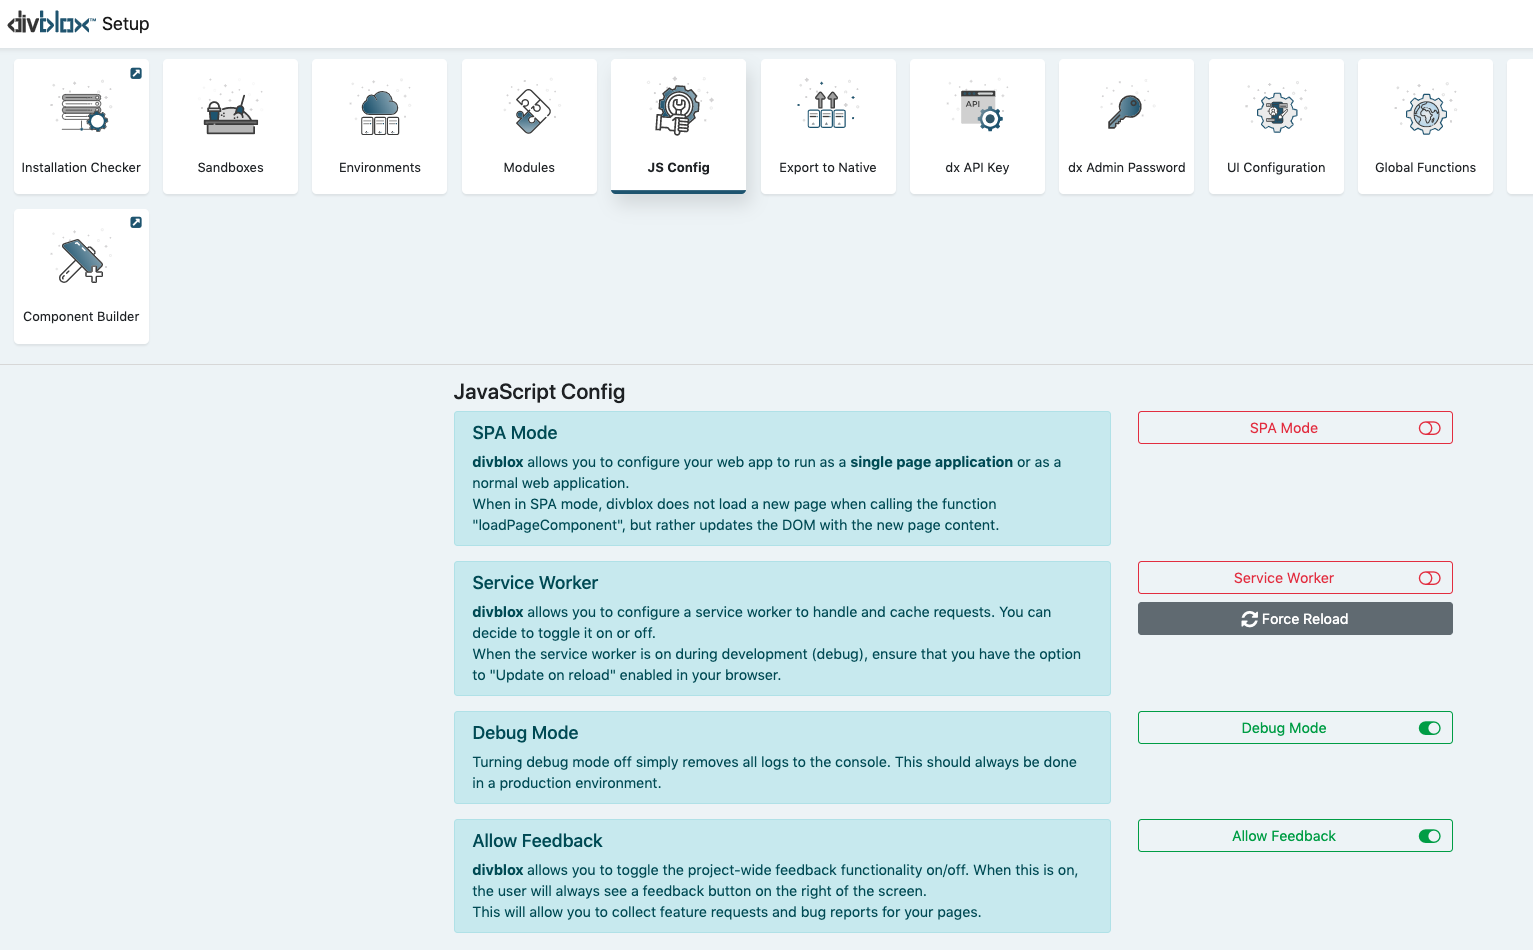 divblox™ Setup
Installation Checker
Sandboxes
Environments
Modules
JS Config
Export to Native
API
dx API Key
dx Admin Password
UI Configuration
Global Functions
Component Builder
JavaScript Config
SPA Mode
divblox allows you to configure your web app to run as a single page application or as a
normal web application.
When in SPA mode, divblox does not load a new page when calling the function
"loadPageComponent", but rather updates the DOM with the new page content.
SPA Mode
Service Worker
divblox allows you to configure a service worker to handle and cache requests. You can
decide to toggle it on or off.
When the service worker is on during development (debug), ensure that you have the option
to "Update on reload" enabled in your browser.
Service Worker
Force Reload
Debug Mode
Turning debug mode off simply removes all logs to the console. This should always be done
in a production environment.
Debug Mode
Allow Feedback
divblox allows you to toggle the project-wide feedback functionality on/off. When this is on,
the user will always see a feedback button on the right of the screen.
This will allow you to collect feature requests and bug reports for your pages.
Allow Feedback